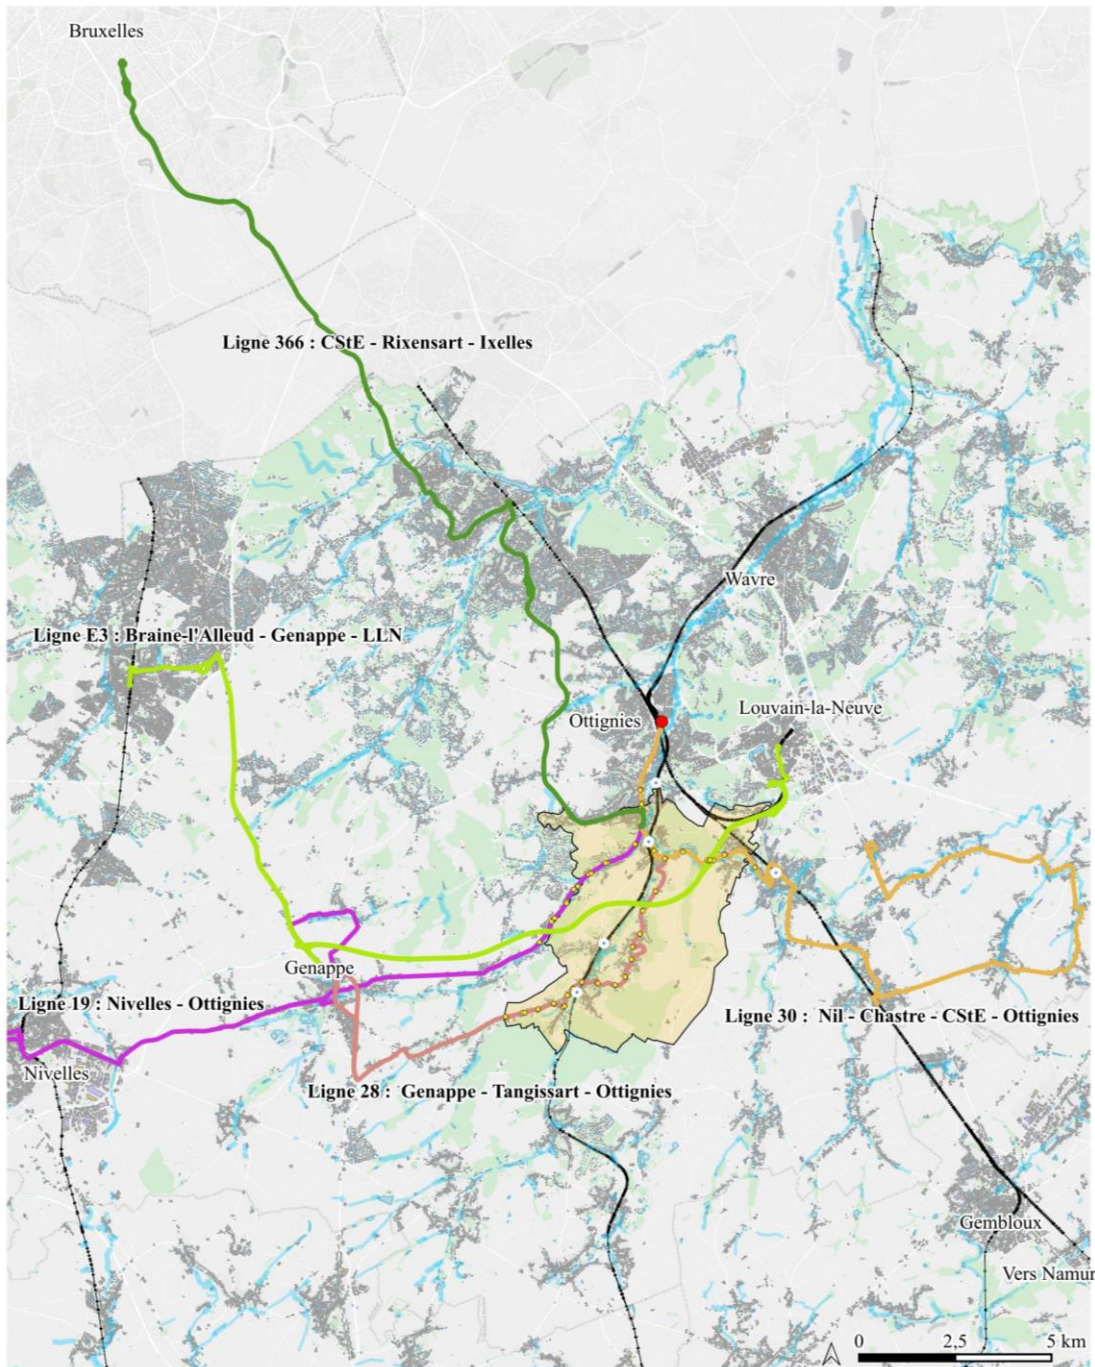 Bruxelles
Ligne 366 : CStE - Rixensart - Ixelles
Wavre
Ligne E3 : Braine-l'Alleud - Genappe - LLN
Louvain-la-Neuve
Ottignies
Genappe
Ligne 19 : Nivelles - Ottignies
Ligne 30 : Nil - Chastre - CStE - Ottignies
Nivelles
Ligne 28 : Genappe - Tangissart - Ottignies
Gembloux
Vers Namur
0 2,5 5 km